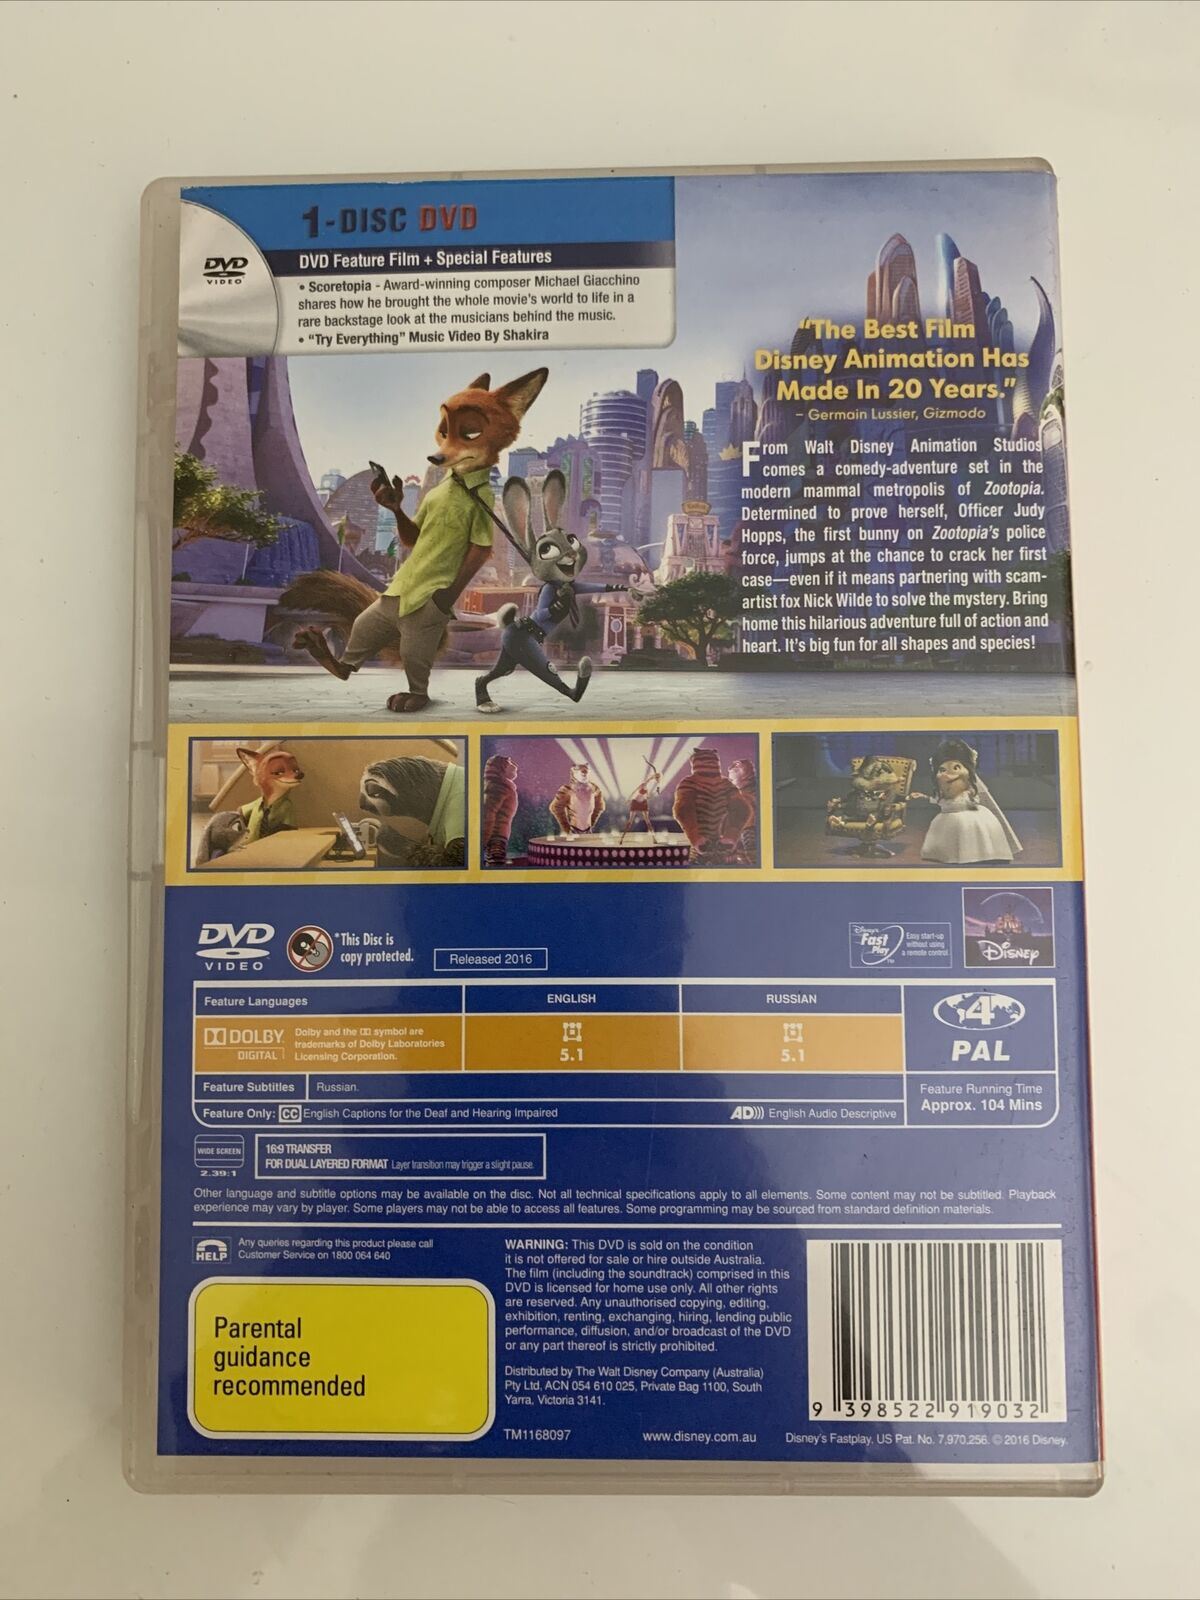 1-DISC DVD
DVD VIDEO
DVD Feature Film + Special Features
• Scoretopia - Award-winning composer Michael Giacchino
shares how he brought the whole movie's world to life in a
rare backstage look at the musicians behind the music.
• "Try Everything" Music Video By Shakira
"The Best Film
Disney Animation Has
Made In 20 Years."
– Germain Lussier, Gizmodo
From Walt Disney Animation Studios
comes a comedy-adventure set in the
modern mammal metropolis of Zootopia.
Determined to prove herself, Officer Judy
Hopps, the first bunny on Zootopia's police
force, jumps at the chance to crack her first
case—even if it means partnering with scam-
artist fox Nick Wilde to solve the mystery. Bring
home this hilarious adventure full of action and
heart. It's big fun for all shapes and species!
DVD
VIDEO
*This Disc is
copy protected.
Released 2016
Disney's
Fast
Play
TM
Easy start-up
without using
a remote control
Disney
Feature Languages
ENGLISH
RUSSIAN
4
PAL
DOLBY
DIGITAL
Dolby and the DD symbol are
trademarks of Dolby Laboratories
Licensing Corporation.
5.1
5.1
Feature Subtitles
Russian.
Feature Running Time
Approx. 104 Mins
Feature Only: CC English Captions for the Deaf and Hearing Impaired
AD))) English Audio Descriptive
WIDE SCREEN
2.39:1
16:9 TRANSFER
FOR DUAL LAYERED FORMAT Layer transition may trigger a slight pause.
Other language and subtitle options may be available on the disc. Not all technical specifications apply to all elements. Some content may not be subtitled. Playback
experience may vary by player. Some players may not be able to access all features. Some programming may be sourced from standard definition materials.
HELP
Any queries regarding this product please call
Customer Service on 1800 064 640
Parental
guidance
recommended
WARNING: This DVD is sold on the condition
it is not offered for sale or hire outside Australia.
The film (including the soundtrack) comprised in this
DVD is licensed for home use only. All other rights
are reserved. Any unauthorised copying, editing,
exhibition, renting, exchanging, hiring, lending public
performance, diffusion, and/or broadcast of the DVD
or any part thereof is strictly prohibited.
Distributed by The Walt Disney Company (Australia)
Pty Ltd, ACN 054 610 025, Private Bag 1100, South
Yarra, Victoria 3141.
9 398522 919032
TM1168097
www.disney.com.au
Disney's Fastplay, US Pat. No. 7,970,256. © 2016 Disney.